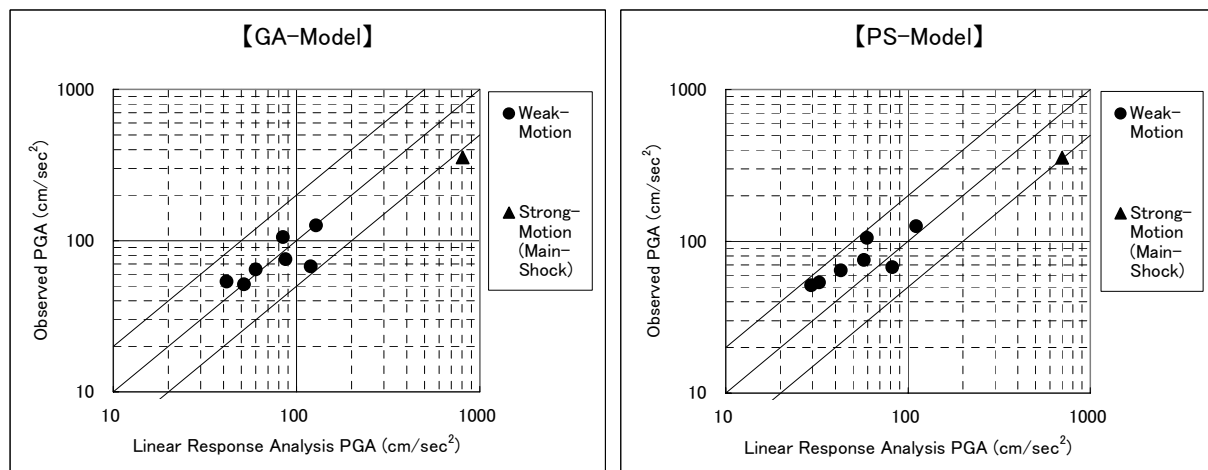 【GA-Model】
1000
100
10
10
100
1000
Observed PGA (cm/sec²)
Linear Response Analysis PGA (cm/sec²)
Weak-
Motion
Strong-
Motion
(Main-
Shock)
【PS-Model】
1000
100
10
10
100
1000
Observed PGA (cm/sec²)
Linear Response Analysis PGA (cm/sec²)
Weak-
Motion
Strong-
Motion
(Main-
Shock)